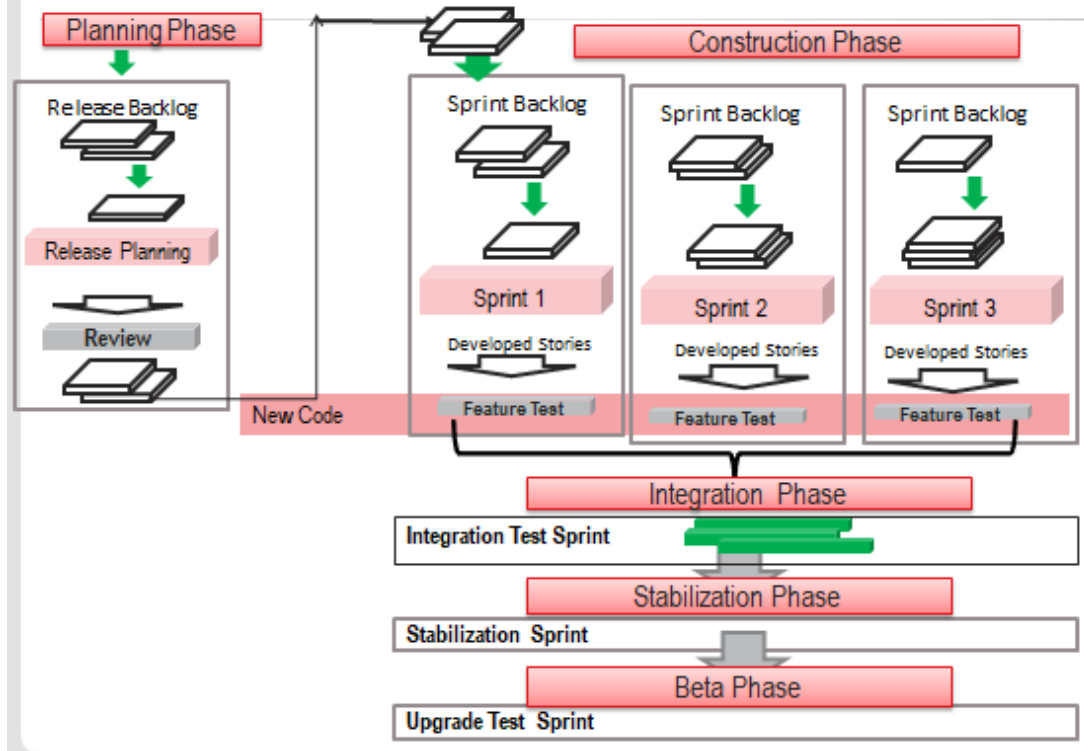 Planning Phase
Construction Phase
Release Backlog
Release Planning
Review
Sprint Backlog
Sprint 1
Developed Stories
Feature Test
Sprint Backlog
Sprint 2
Developed Stories
Feature Test
Sprint Backlog
Sprint 3
Developed Stories
Feature Test
New Code
Integration Phase
Integration Test Sprint
Stabilization Phase
Stabilization Sprint
Beta Phase
Upgrade Test Sprint